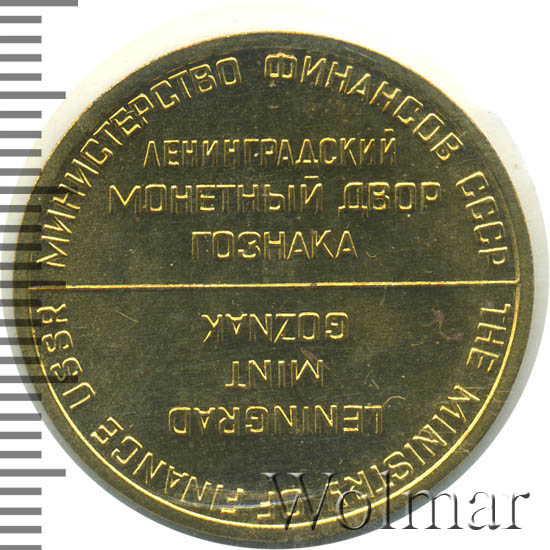 МИНИСТЕРСТВО ФИНАНСОВ СССР
ЛЕНИНГРАДСКИЙ
МОНЕТНЫЙ ДВОР
ГОЗНАКА
THE MINISTRY OF FINANCE USSR
LENINGRAD
MINT
GOZNAK
Wolmar